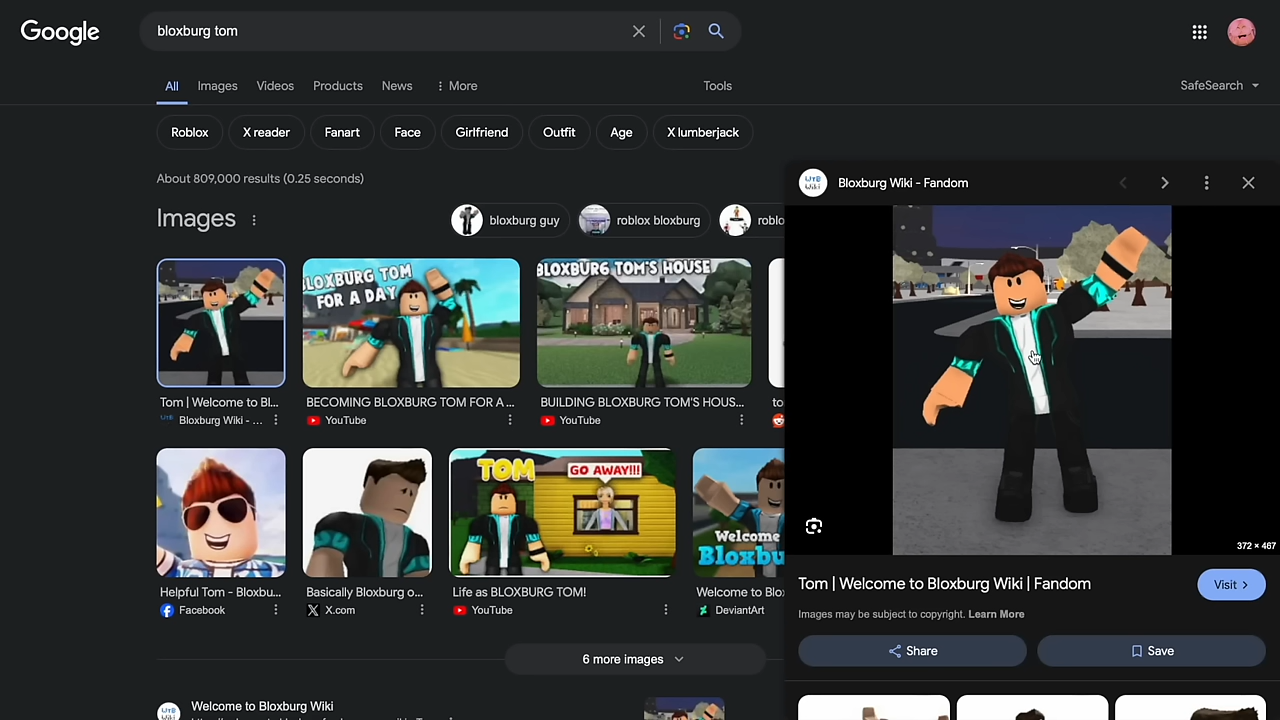 Google
bloxburg tom
All Images Videos Products News More Tools SafeSearch
Roblox X reader Fanart Face Girlfriend Outfit Age X lumberjack
About 809,000 results (0.25 seconds)
Images bloxburg guy roblox bloxburg
BLOXBURG TOM
FOR A DAY
BLOXBURG TOM'S HOUSE
Tom | Welcome to Bl... BECOMING BLOXBURG TOM FOR A ... BUILDING BLOXBURG TOM'S HOUS...
Bloxburg Wiki - ... YouTube YouTube
TOM
GO AWAY!!!
Welcome
Helpful Tom - Bloxbu... Basically Bloxburg o... Life as BLOXBURG TOM! Welcome to Blo
Facebook X.com YouTube DeviantArt
6 more images
Welcome to Bloxburg Wiki
WTB
Wiki
Bloxburg Wiki - Fandom
372 × 467
Tom | Welcome to Bloxburg Wiki | Fandom
Visit
Images may be subject to copyright. Learn More
Share Save